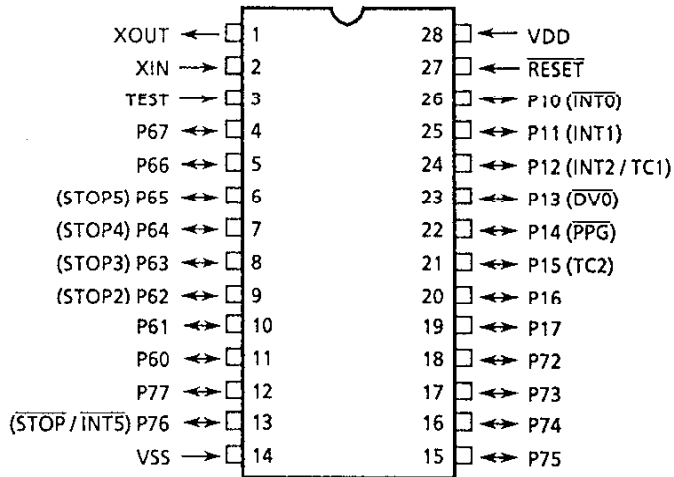 XOUT 1 28 VDD
XIN 2 27 RESET
TEST 3 26 P10 (INT0)
P67 4 25 P11 (INT1)
P66 5 24 P12 (INT2 / TC1)
(STOP5) P65 6 23 P13 (DVO)
(STOP4) P64 7 22 P14 (PPG)
(STOP3) P63 8 21 P15 (TC2)
(STOP2) P62 9 20 P16
P61 10 19 P17
P60 11 18 P72
P77 12 17 P73
(STOP / INT5) P76 13 16 P74
VSS 14 15 P75